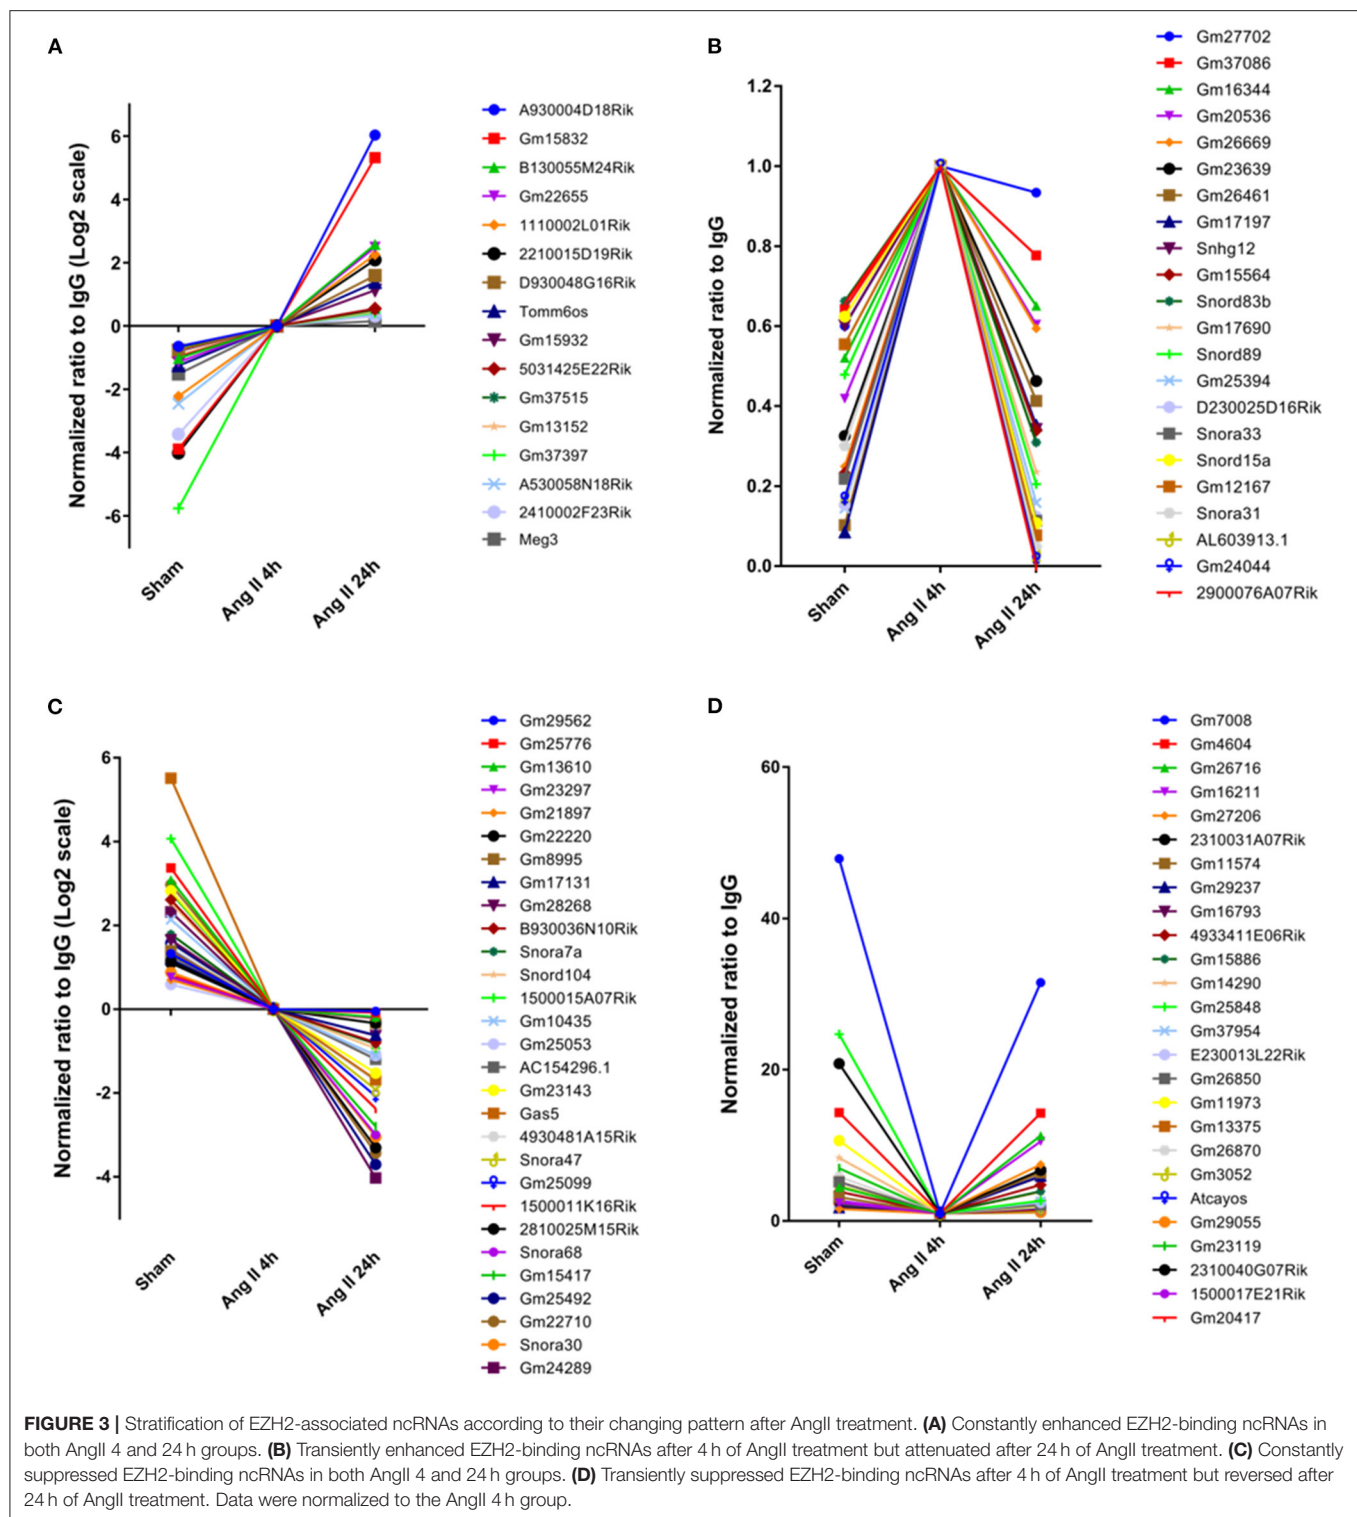 A
Normalized ratio to IgG (Log2 scale)
6
4
2
0
-2
-4
-6
Sham
Ang II 4h
Ang II 24h
A930004D18Rik
Gm15832
B130055M24Rik
Gm22655
1110002L01Rik
2210015D19Rik
D930048G16Rik
Tomm6os
Gm15932
5031425E22Rik
Gm37515
Gm13152
Gm37397
A530058N18Rik
2410002F23Rik
Meg3
B
Normalized ratio to IgG
1.2
1.0
0.8
0.6
0.4
0.2
0.0
Sham
Ang II 4h
Ang II 24h
Gm27702
Gm37086
Gm16344
Gm20536
Gm26669
Gm23639
Gm26461
Gm17197
Snhg12
Gm15564
Snord83b
Gm17690
Snord89
Gm25394
D230025D16Rik
Snora33
Snord15a
Gm12167
Snora31
AL603913.1
Gm24044
2900076A07Rik
C
Normalized ratio to IgG (Log2 scale)
6
4
2
0
-2
-4
Sham
Ang II 4h
Ang II 24h
Gm29562
Gm25776
Gm13610
Gm23297
Gm21897
Gm22220
Gm8995
Gm17131
Gm28268
B930036N10Rik
Snora7a
Snord104
1500015A07Rik
Gm10435
Gm25053
AC154296.1
Gm23143
Gas5
4930481A15Rik
Snora47
Gm25099
1500011K16Rik
2810025M15Rik
Snora68
Gm15417
Gm25492
Gm22710
Snora30
Gm24289
D
Normalized ratio to IgG
60
40
20
0
Sham
Ang II 4h
Ang II 24h
Gm7008
Gm4604
Gm26716
Gm16211
Gm27206
2310031A07Rik
Gm11574
Gm29237
Gm16793
4933411E06Rik
Gm15886
Gm14290
Gm25848
Gm37954
E230013L22Rik
Gm26850
Gm11973
Gm13375
Gm26870
Gm3052
Atcayos
Gm29055
Gm23119
2310040G07Rik
1500017E21Rik
Gm20417
FIGURE 3 | Stratification of EZH2-associated ncRNAs according to their changing pattern after AngII treatment. (A) Constantly enhanced EZH2-binding ncRNAs in
both AngII 4 and 24 h groups. (B) Transiently enhanced EZH2-binding ncRNAs after 4 h of AngII treatment but attenuated after 24 h of AngII treatment. (C) Constantly
suppressed EZH2-binding ncRNAs in both AngII 4 and 24 h groups. (D) Transiently suppressed EZH2-binding ncRNAs after 4 h of AngII treatment but reversed after
24 h of AngII treatment. Data were normalized to the AngII 4 h group.